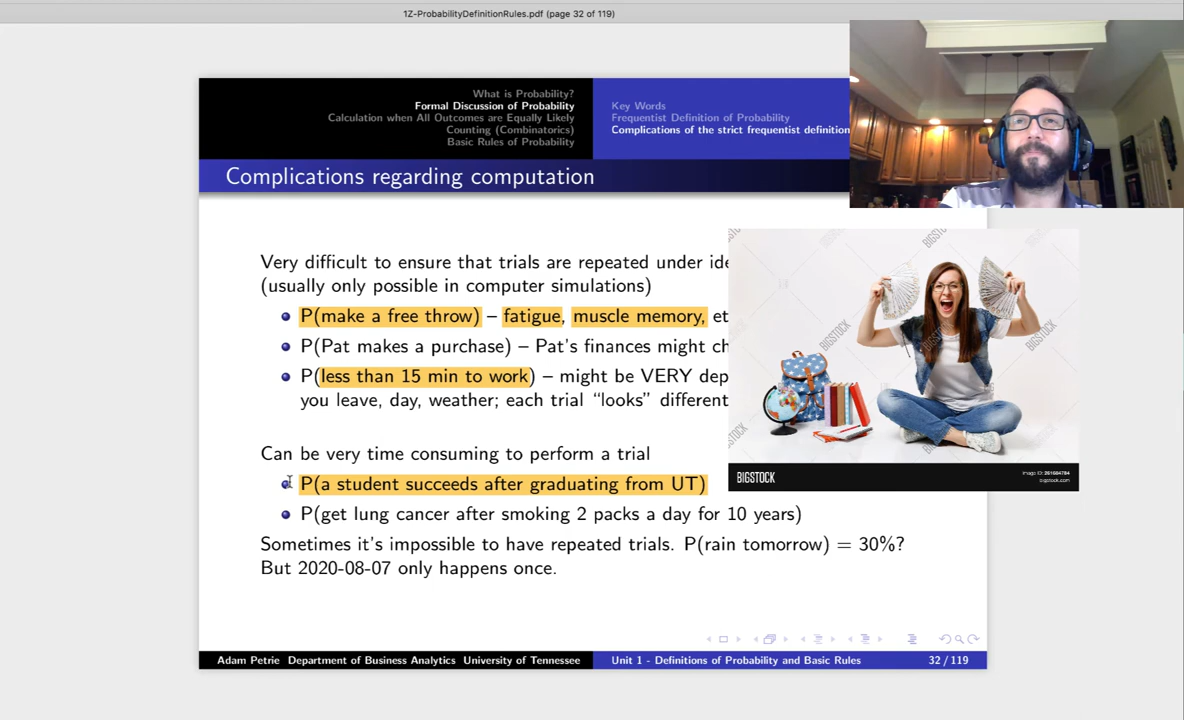 1Z-ProbabilityDefinitionRules.pdf (page 32 of 119)
What is Probability?
Formal Discussion of Probability
Calculation when All Outcomes are Equally Likely
Counting (Combinatorics)
Basic Rules of Probability
Key Words
Frequentist Definition of Probability
Complications of the strict frequentist definition
Complications regarding computation
Very difficult to ensure that trials are repeated under ide
(usually only possible in computer simulations)
P(make a free throw) – fatigue, muscle memory, et
P(Pat makes a purchase) – Pat's finances might ch
P(less than 15 min to work) – might be VERY dep
you leave, day, weather; each trial "looks" different
Can be very time consuming to perform a trial
P(a student succeeds after graduating from UT)
P(get lung cancer after smoking 2 packs a day for 10 years)
Sometimes it's impossible to have repeated trials. P(rain tomorrow) = 30%?
But 2020-08-07 only happens once.
BIGSTOCK
BIGSTOCK
BIGSTOCK
BIGSTOCK
BIGSTOCK
bigstock.com
Adam Petrie Department of Business Analytics University of Tennessee
Unit 1 - Definitions of Probability and Basic Rules
32 / 119